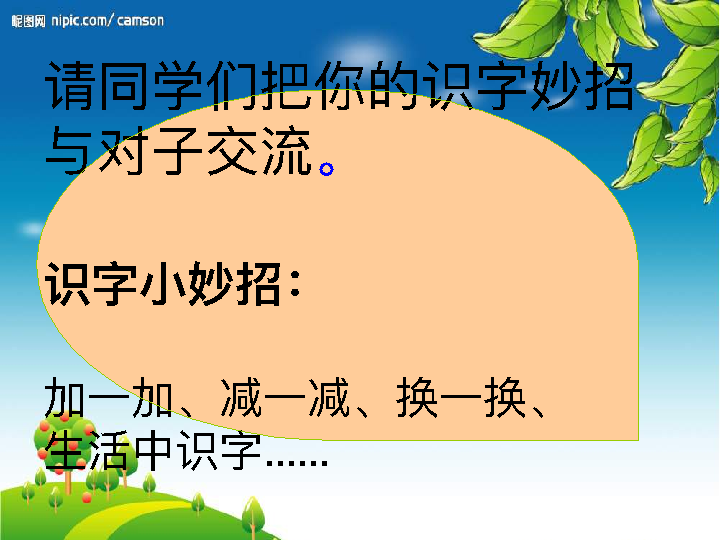 昵图网 nipic.com/camson
请同学们把你的识字妙招
与对子交流。
识字小妙招：
加一加、减一减、换一换、
生活中识字……